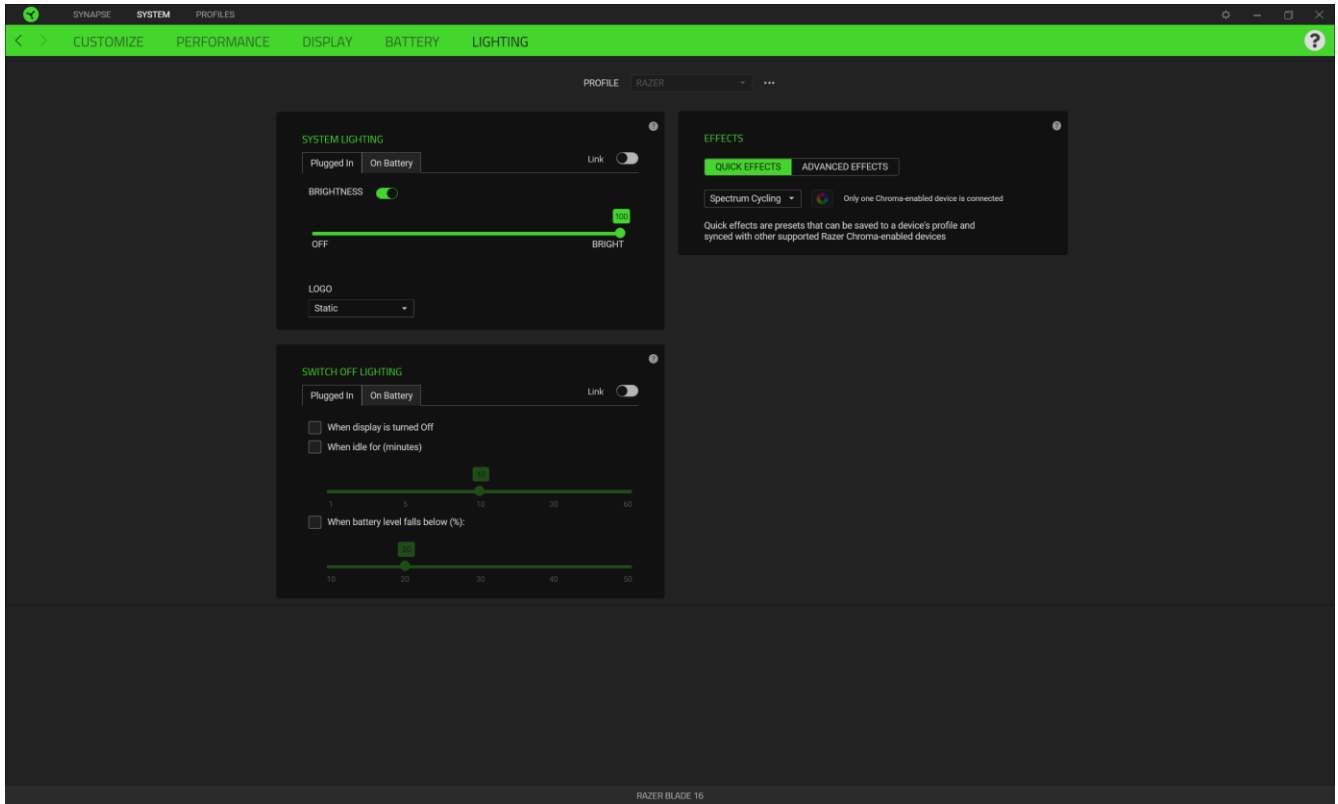 SYNAPSE SYSTEM PROFILES
CUSTOMIZE PERFORMANCE DISPLAY BATTERY LIGHTING ?
PROFILE RAZER
SYSTEM LIGHTING
Plugged In On Battery Link
BRIGHTNESS
100
OFF BRIGHT
LOGO
Static
EFFECTS
QUICK EFFECTS ADVANCED EFFECTS
Spectrum Cycling Only one Chroma-enabled device is connected
Quick effects are presets that can be saved to a device's profile and
synced with other supported Razer Chroma-enabled devices
SWITCH OFF LIGHTING
Plugged In On Battery Link
When display is turned Off
When idle for (minutes)
10
1 5 10 30 60
When battery level falls below (%):
20
10 20 30 40 50
RAZER BLADE 16